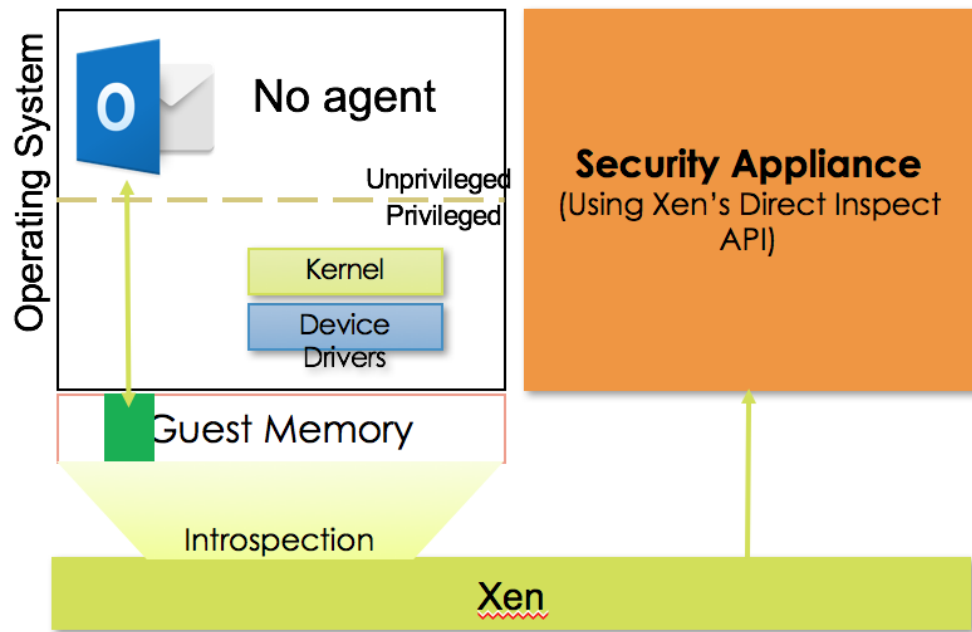 Operating System
O
No agent
Unprivileged
Privileged
Kernel
Device
Drivers
Guest Memory
Introspection
Security Appliance
(Using Xen's Direct Inspect
API)
Xen